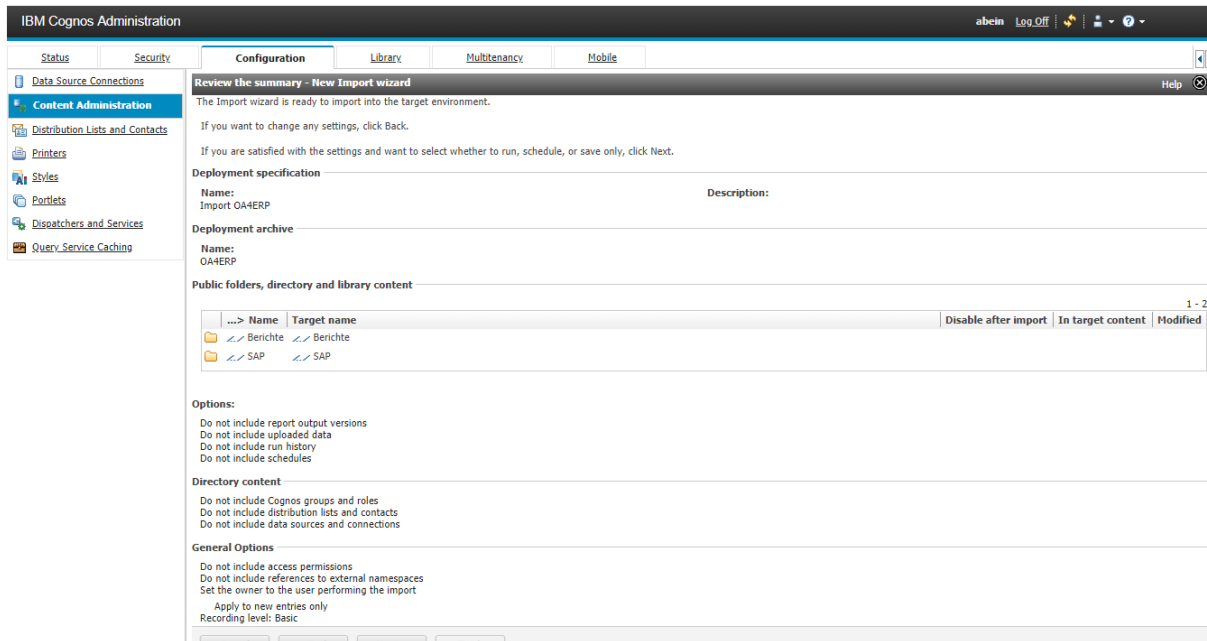 IBM Cognos Administration
abein Log Off
Status Security Configuration Library Multitenancy Mobile
Data Source Connections
Content Administration
Distribution Lists and Contacts
Printers
Styles
Portlets
Dispatchers and Services
Query Service Caching
Review the summary - New Import wizard Help
The Import wizard is ready to import into the target environment.
If you want to change any settings, click Back.
If you are satisfied with the settings and want to select whether to run, schedule, or save only, click Next.
Deployment specification
Name: Description:
Import OA4ERP
Deployment archive
Name:
OA4ERP
Public folders, directory and library content
1 - 2
...> Name Target name Disable after import In target content Modified
Berichte Berichte
SAP SAP
Options:
Do not include report output versions
Do not include uploaded data
Do not include run history
Do not include schedules
Directory content
Do not include Cognos groups and roles
Do not include distribution lists and contacts
Do not include data sources and connections
General Options
Do not include access permissions
Do not include references to external namespaces
Set the owner to the user performing the import
Apply to new entries only
Recording level: Basic